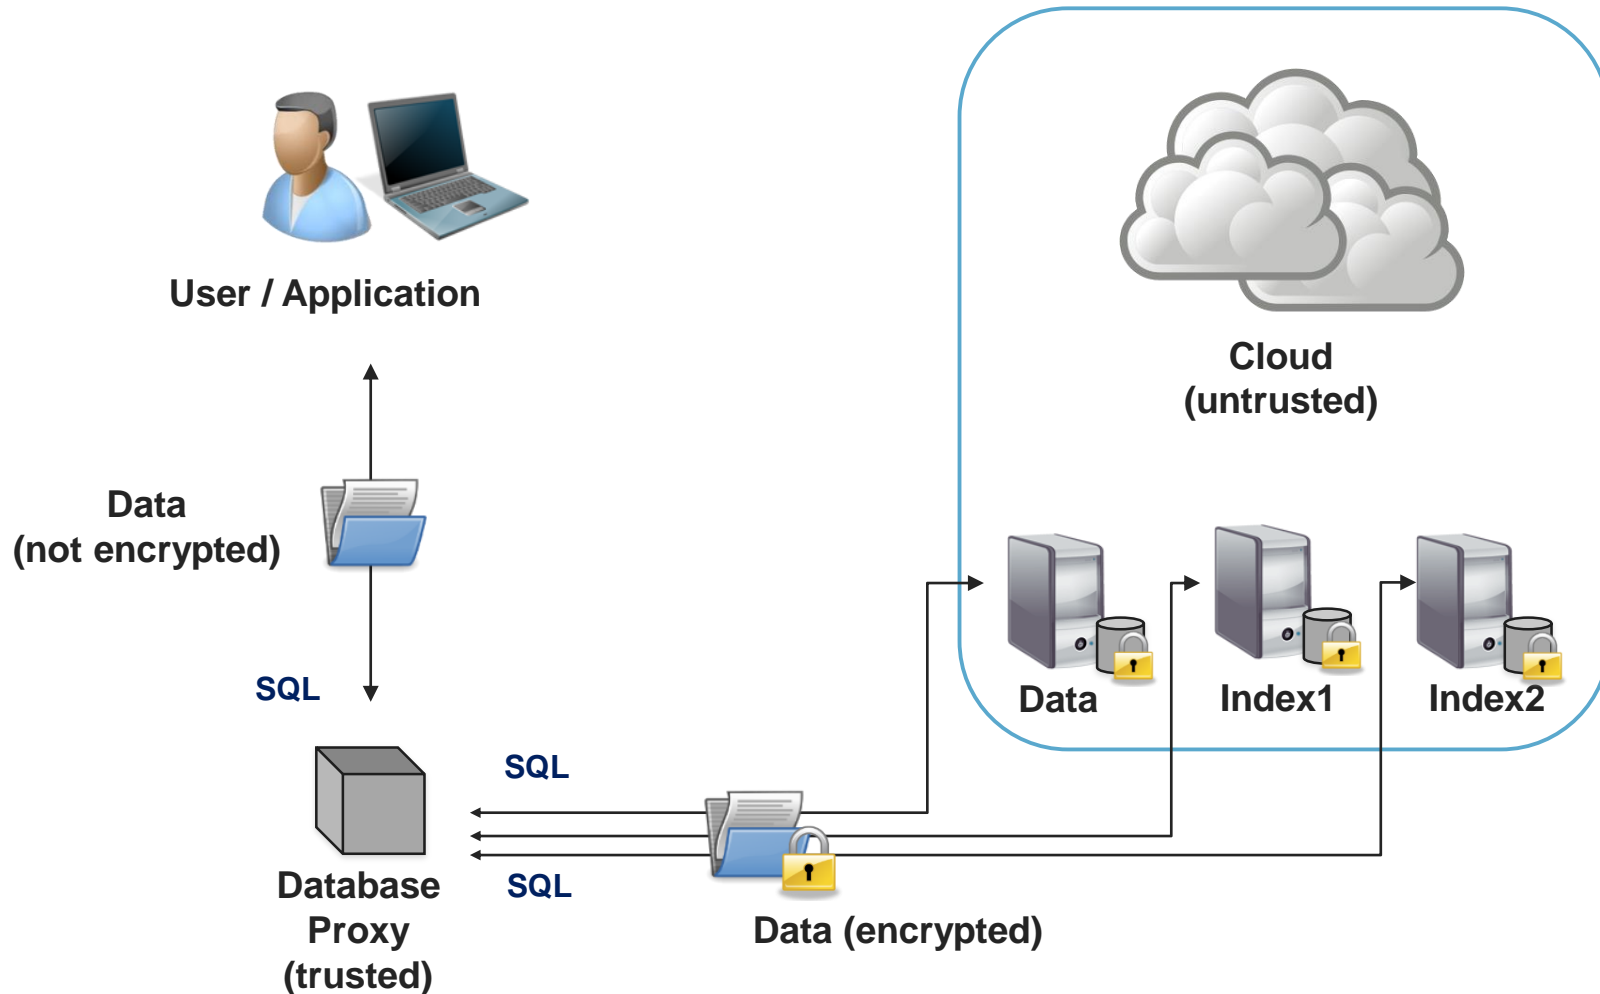 User / Application
Cloud
(untrusted)
Data
(not encrypted)
Data
Index1
Index2
SQL
SQL
SQL
Database
Proxy
(trusted)
Data (encrypted)